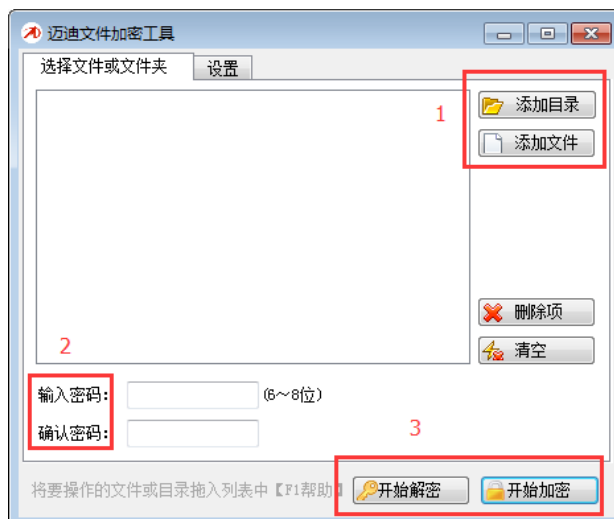 迈迪文件加密工具
选择文件或文件夹 设置
1
添加目录
添加文件
删除项
清空
2
输入密码: (6～8位)
确认密码:
3
将要操作的文件或目录拖入列表中【F1帮助】 开始解密 开始加密